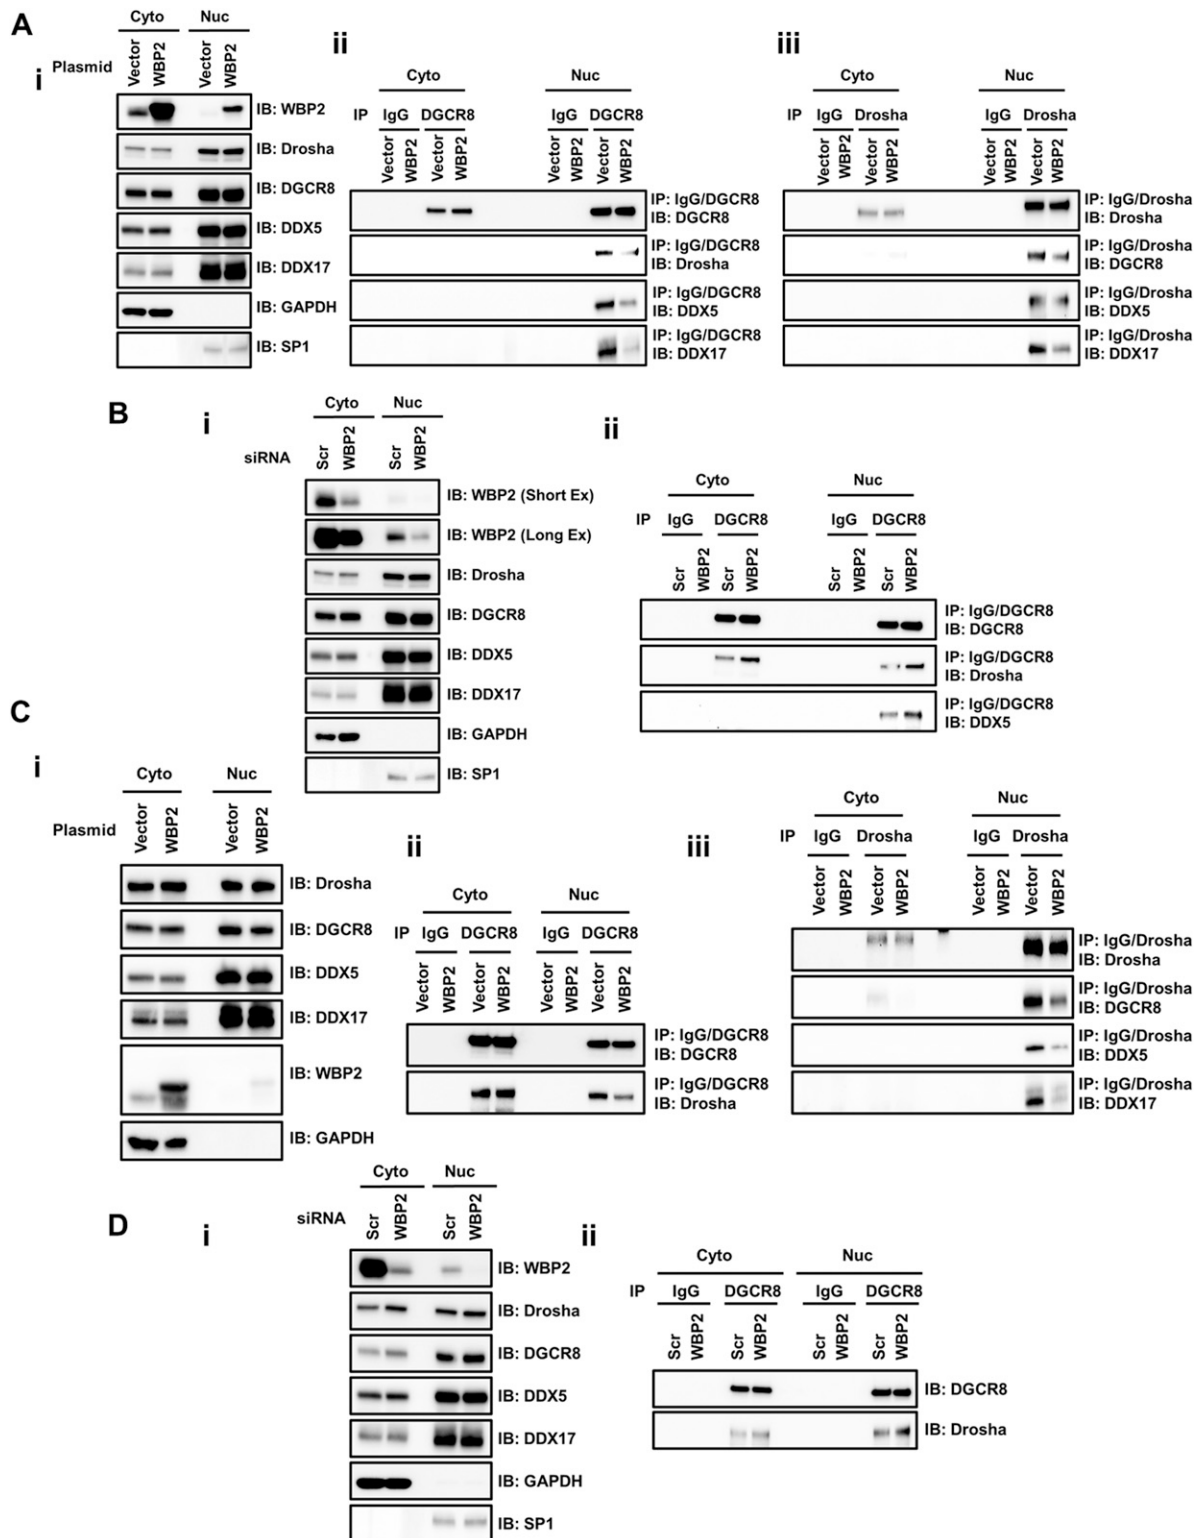 A
i
Cyto Nuc
Plasmid
Vector
WBP2
Vector
WBP2
IB: WBP2
IB: Drosha
IB: DGCR8
IB: DDX5
IB: DDX17
IB: GAPDH
IB: SP1
ii
Cyto Nuc
IP IgG DGCR8 IgG DGCR8
Vector
WBP2
Vector
WBP2
Vector
WBP2
Vector
WBP2
IP: IgG/DGCR8
IB: DGCR8
IP: IgG/DGCR8
IB: Drosha
IP: IgG/DGCR8
IB: DDX5
IP: IgG/DGCR8
IB: DDX17
iii
Cyto Nuc
IP IgG Drosha IgG Drosha
Vector
WBP2
Vector
WBP2
Vector
WBP2
Vector
WBP2
IP: IgG/Drosha
IB: Drosha
IP: IgG/Drosha
IB: DGCR8
IP: IgG/Drosha
IB: DDX5
IP: IgG/Drosha
IB: DDX17
B
i
Cyto Nuc
siRNA
Scr
WBP2
Scr
WBP2
IB: WBP2 (Short Ex)
IB: WBP2 (Long Ex)
IB: Drosha
IB: DGCR8
IB: DDX5
IB: DDX17
IB: GAPDH
IB: SP1
ii
Cyto Nuc
IP IgG DGCR8 IgG DGCR8
Scr
WBP2
Scr
WBP2
Scr
WBP2
Scr
WBP2
IP: IgG/DGCR8
IB: DGCR8
IP: IgG/DGCR8
IB: Drosha
IP: IgG/DGCR8
IB: DDX5
C
i
Cyto Nuc
Plasmid
Vector
WBP2
Vector
WBP2
IB: Drosha
IB: DGCR8
IB: DDX5
IB: DDX17
IB: WBP2
IB: GAPDH
ii
Cyto Nuc
IP IgG DGCR8 IgG DGCR8
Vector
WBP2
Vector
WBP2
Vector
WBP2
Vector
WBP2
IP: IgG/DGCR8
IB: DGCR8
IP: IgG/DGCR8
IB: Drosha
iii
Cyto Nuc
IP IgG Drosha IgG Drosha
Vector
WBP2
Vector
WBP2
Vector
WBP2
Vector
WBP2
IP: IgG/Drosha
IB: Drosha
IP: IgG/Drosha
IB: DGCR8
IP: IgG/Drosha
IB: DDX5
IP: IgG/Drosha
IB: DDX17
D
i
Cyto Nuc
siRNA
Scr
WBP2
Scr
WBP2
IB: WBP2
IB: Drosha
IB: DGCR8
IB: DDX5
IB: DDX17
IB: GAPDH
IB: SP1
ii
Cyto Nuc
IP IgG DGCR8 IgG DGCR8
Scr
WBP2
Scr
WBP2
Scr
WBP2
Scr
WBP2
IB: DGCR8
IB: Drosha